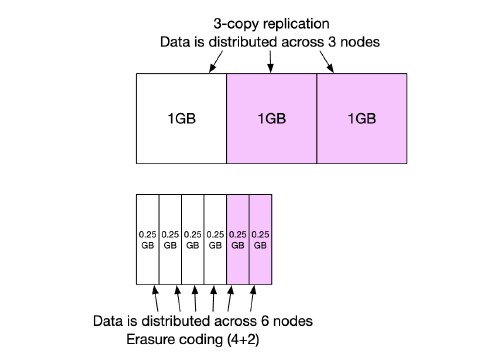 3-copy replication
Data is distributed across 3 nodes
1GB 1GB 1GB
0.25 0.25 0.25 0.25 0.25 0.25
GB GB GB GB GB GB
Data is distributed across 6 nodes
Erasure coding (4+2)